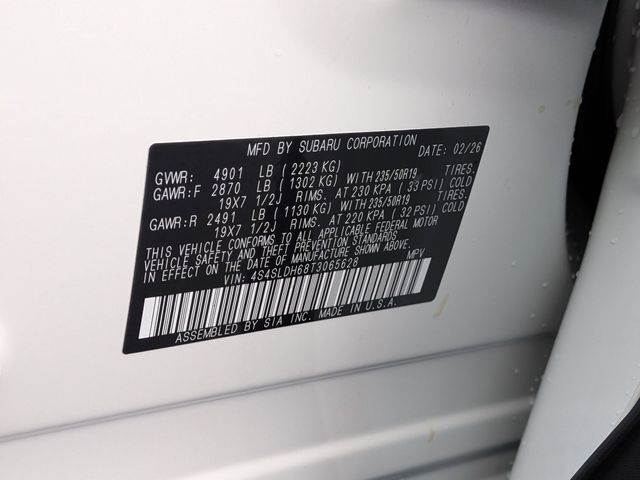 MFD BY SUBARU CORPORATION DATE: 02/26
GVWR: 4901 LB ( 2223 KG)
GAWR:F 2870 LB ( 1302 KG) WITH 235/50R19 TIRES.
19X7 1/2J RIMS. AT 230 KPA ( 33 PSI) COLD
GAWR:R 2491 LB ( 1130 KG) WITH 235/50R19 TIRES.
19X7 1/2J RIMS. AT 220 KPA ( 32 PSI) COLD
THIS VEHICLE CONFORMS TO ALL APPLICABLE FEDERAL MOTOR
VEHICLE SAFETY AND THEFT PREVENTION STANDARDS
IN EFFECT ON THE DATE OF MANUFACTURE SHOWN ABOVE.
VIN: 4S4SLDH68T3065628 MPV
ASSEMBLED BY SIA INC. MADE IN U.S.A.